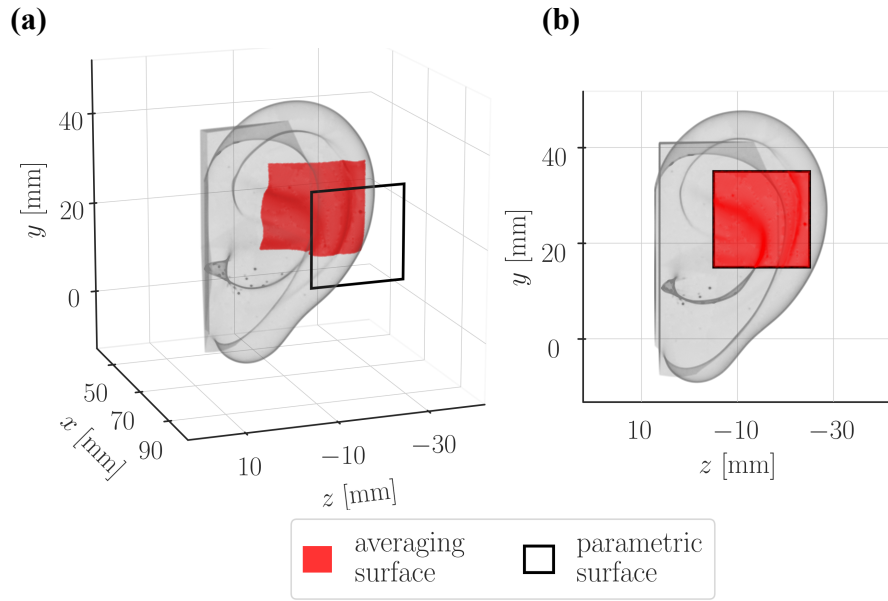 (a)
(b)
40
20
0
y [mm]
50
70
90
x [mm]
10
−10
−30
z [mm]
40
20
0
y [mm]
10
−10
−30
z [mm]
averaging
surface
parametric
surface